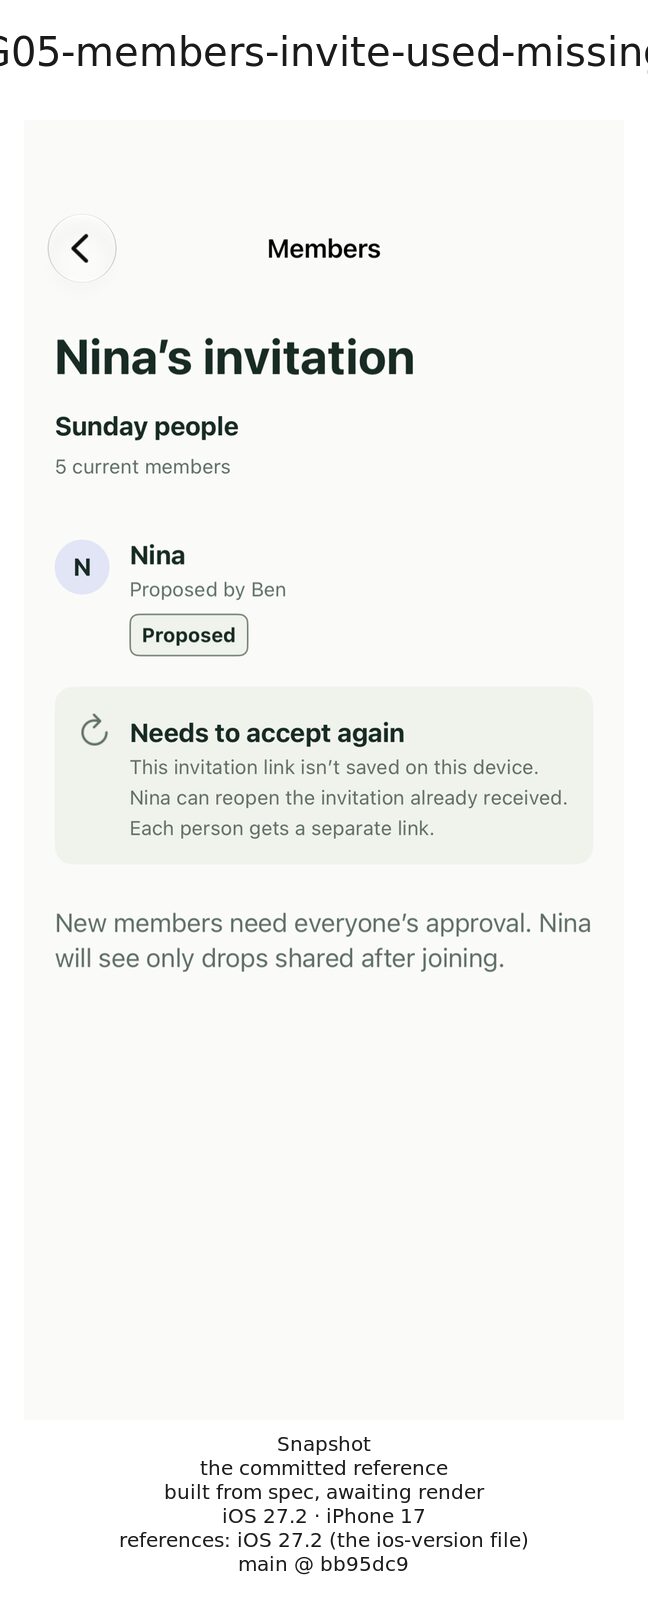 G05-members-invite-used-missing
Members
Nina’s invitation
Sunday people
5 current members
N
Nina
Proposed by Ben
Proposed
Needs to accept again
This invitation link isn’t saved on this device.
Nina can reopen the invitation already received.
Each person gets a separate link.
New members need everyone’s approval. Nina
will see only drops shared after joining.
Snapshot
the committed reference
built from spec, awaiting render
iOS 27.2 · iPhone 17
references: iOS 27.2 (the ios-version file)
main @ bb95dc9